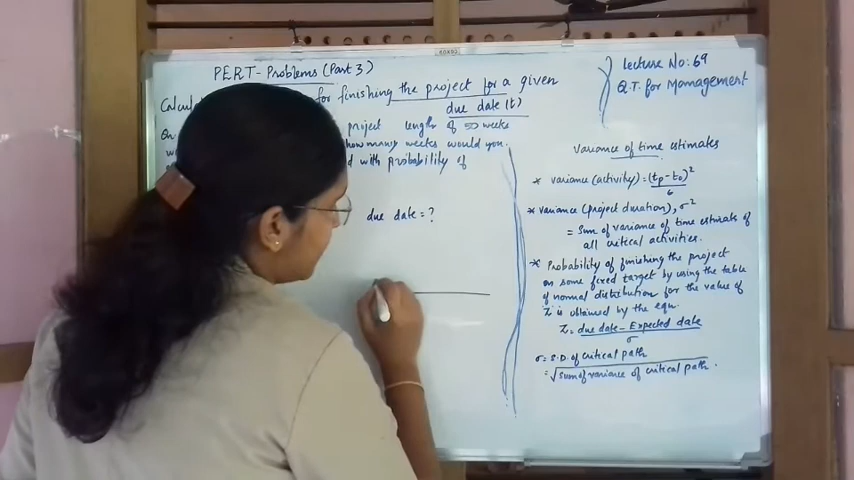 PERT-Problems (Part 3)
Calcul for finishing the project for a given
due date (t)
project length of 50 weeks
how many weeks would you
d with probability of
due date = ?
Lecture No: 69
Q.T. for Management
variance of time estimates
* variance (activity) = (tp - to / 6)²
* variance (project duration), σ²
= sum of variance of time estimates of
all critical activities.
* Probability of finishing the project
on some fixed target by using the table
of normal distribution for the value of
Z is obtained by the eqn.
Z = due date - Expected date / σ
σ = S.D of critical path
= √sum of variance of critical path.